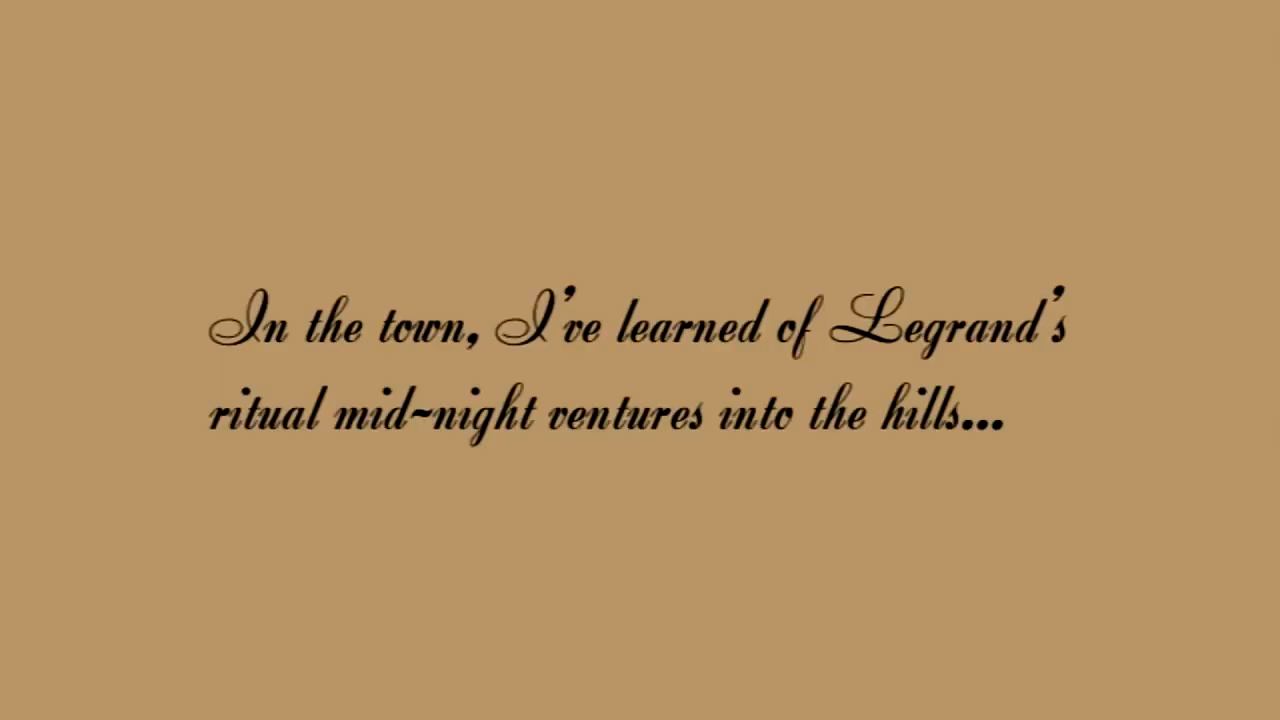 In the town, I've learned of Legrand's
ritual mid~night ventures into the hills...